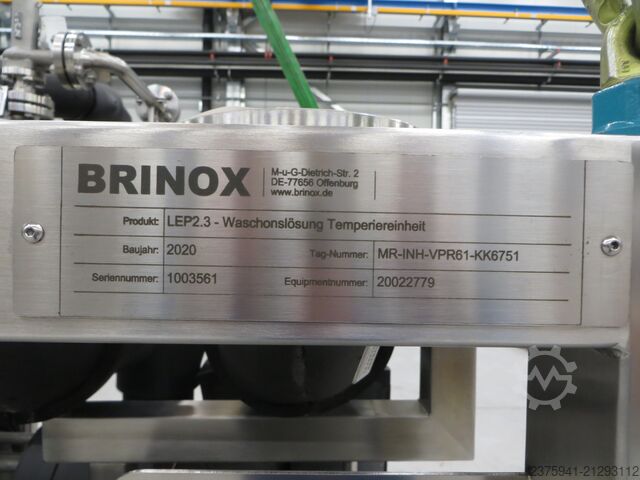 BRINOX
M-u-G-Dietrich-Str. 2
DE-77656 Offenburg
www.brinox.de
Produkt: LEP2.3 - Waschonslösung Temperiereinheit
Baujahr: 2020 Tag-Nummer: MR-INH-VPR61-KK6751
Seriennummer: 1003561 Equipmentnummer: 20022779
2375941-21293112